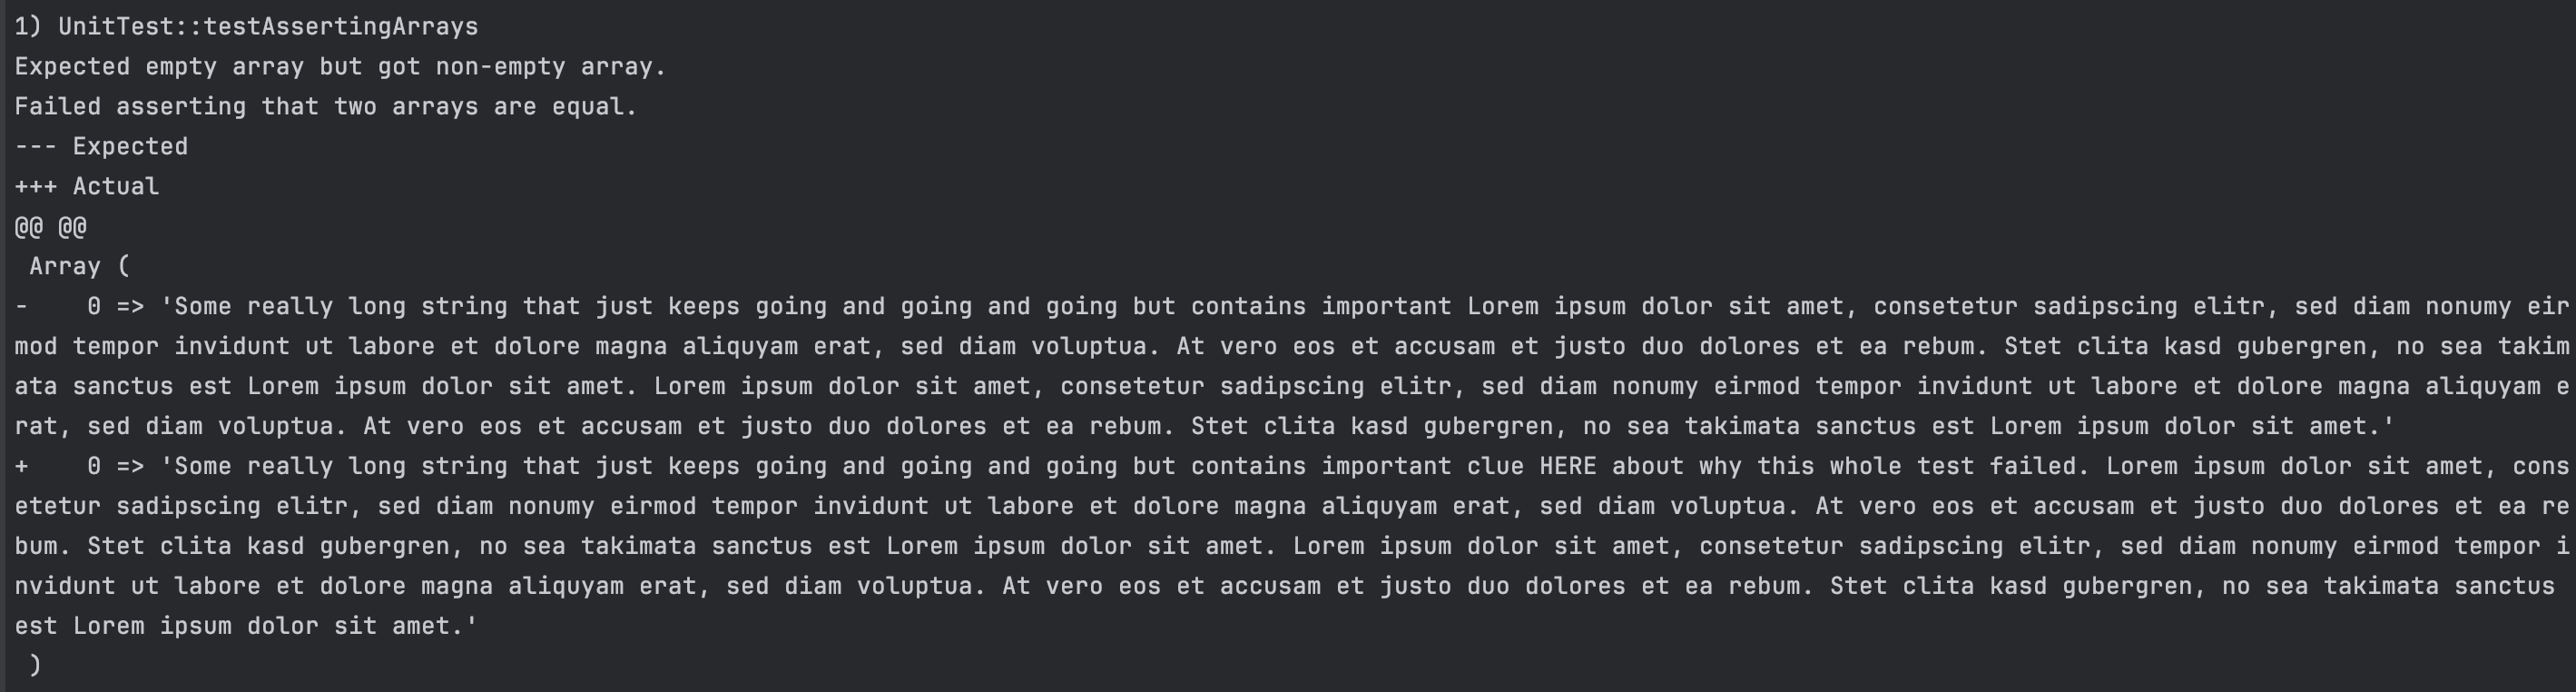 1) UnitTest::testAssertingArrays
Expected empty array but got non-empty array.
Failed asserting that two arrays are equal.
--- Expected
+++ Actual
@@ @@
 Array (
-    0 => 'Some really long string that just keeps going and going and going but contains important Lorem ipsum dolor sit amet, consetetur sadipscing elitr, sed diam nonumy eir
mod tempor invidunt ut labore et dolore magna aliquyam erat, sed diam voluptua. At vero eos et accusam et justo duo dolores et ea rebum. Stet clita kasd gubergren, no sea takim
ata sanctus est Lorem ipsum dolor sit amet. Lorem ipsum dolor sit amet, consetetur sadipscing elitr, sed diam nonumy eirmod tempor invidunt ut labore et dolore magna aliquyam e
rat, sed diam voluptua. At vero eos et accusam et justo duo dolores et ea rebum. Stet clita kasd gubergren, no sea takimata sanctus est Lorem ipsum dolor sit amet.'
+    0 => 'Some really long string that just keeps going and going and going but contains important clue HERE about why this whole test failed. Lorem ipsum dolor sit amet, cons
etetur sadipscing elitr, sed diam nonumy eirmod tempor invidunt ut labore et dolore magna aliquyam erat, sed diam voluptua. At vero eos et accusam et justo duo dolores et ea re
bum. Stet clita kasd gubergren, no sea takimata sanctus est Lorem ipsum dolor sit amet. Lorem ipsum dolor sit amet, consetetur sadipscing elitr, sed diam nonumy eirmod tempor i
nvidunt ut labore et dolore magna aliquyam erat, sed diam voluptua. At vero eos et accusam et justo duo dolores et ea rebum. Stet clita kasd gubergren, no sea takimata sanctus
est Lorem ipsum dolor sit amet.'
 )